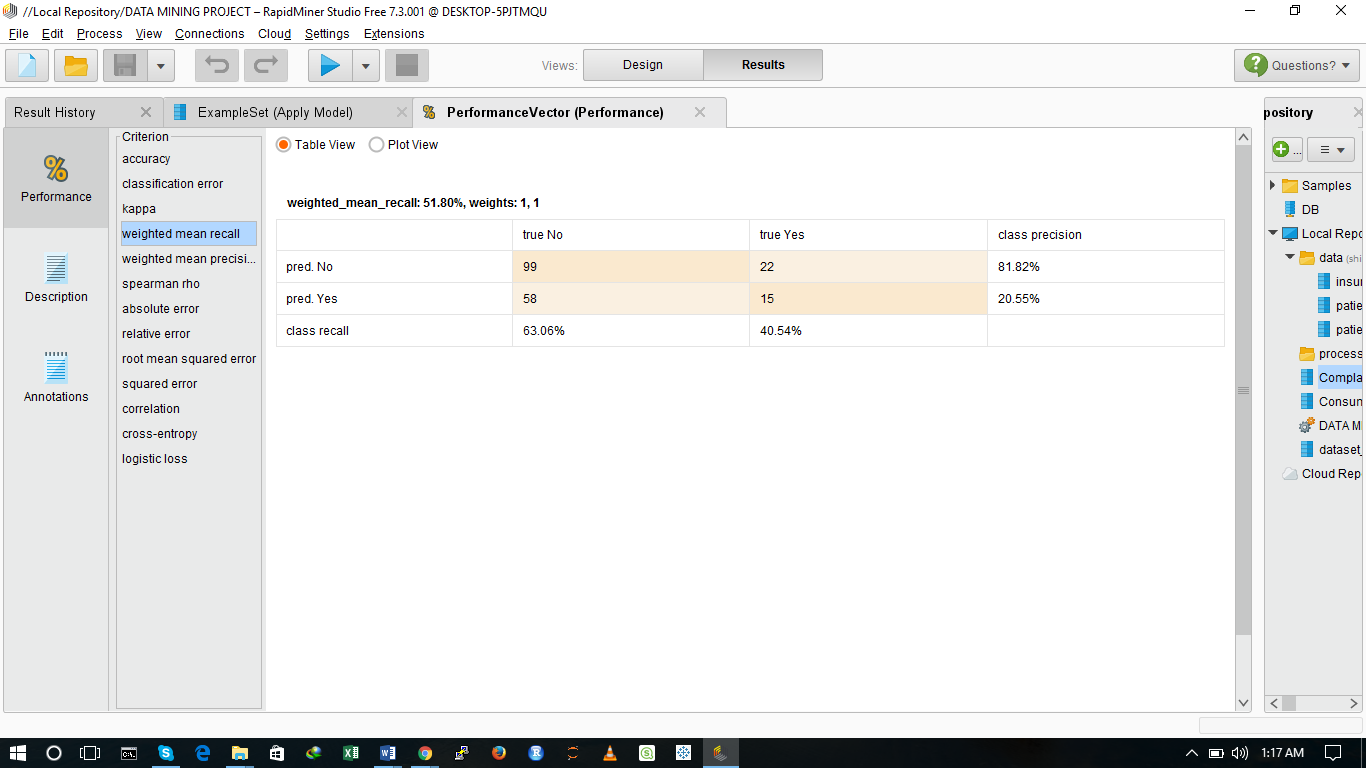 //Local Repository/DATA MINING PROJECT – RapidMiner Studio Free 7.3.001 @ DESKTOP-5PJTMQU
File Edit Process View Connections Cloud Settings Extensions
Views: Design Results Questions?
Result History ExampleSet (Apply Model) PerformanceVector (Performance) pository
Performance
Description
Annotations
Criterion
accuracy
classification error
kappa
weighted mean recall
weighted mean precisi...
spearman rho
absolute error
relative error
root mean squared error
squared error
correlation
cross-entropy
logistic loss
Table View Plot View
weighted_mean_recall: 51.80%, weights: 1, 1
true No true Yes class precision
pred. No 99 22 81.82%
pred. Yes 58 15 20.55%
class recall 63.06% 40.54%
...
Samples
DB
Local Repo
data (shi
insur
patie
patie
process
Compla
Consum
DATA M
dataset_
Cloud Rep
1:17 AM